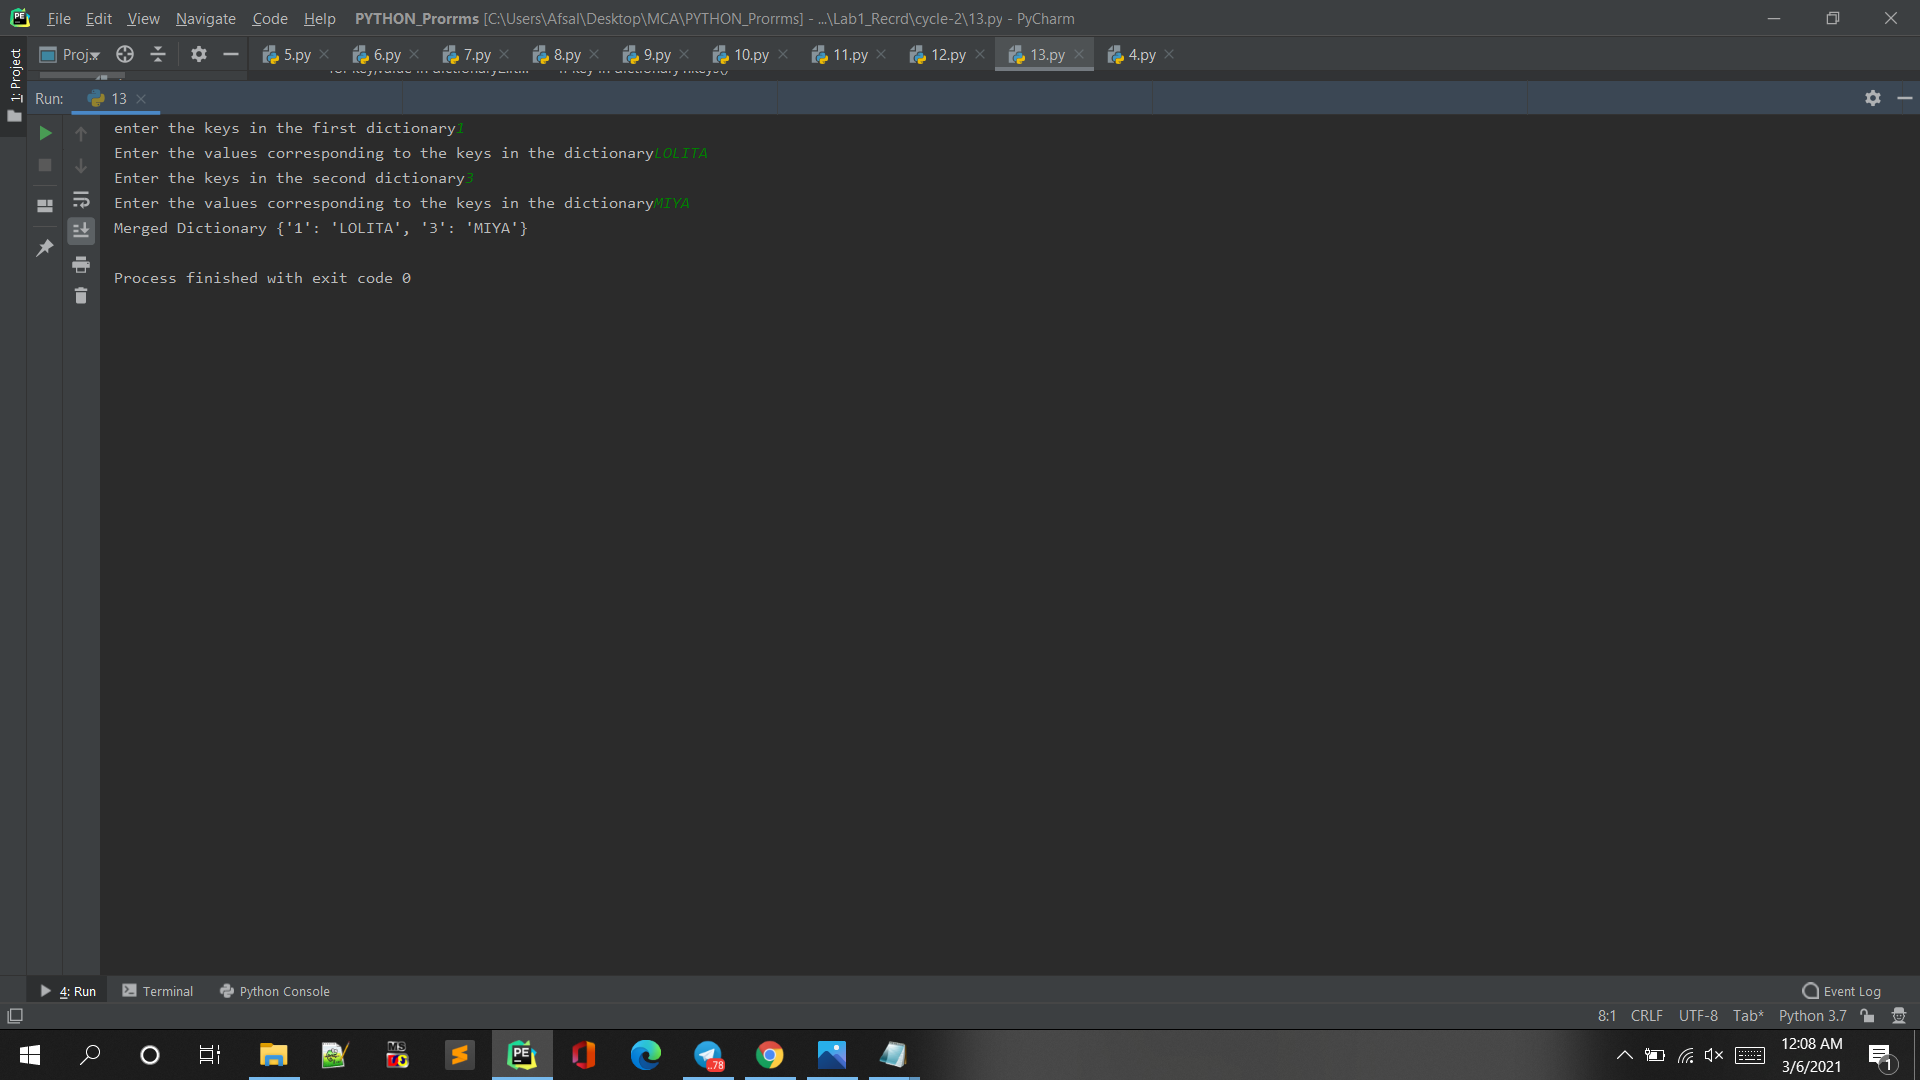 File Edit View Navigate Code Help PYTHON_Prorrms [C:\Users\Afsal\Desktop\MCA\PYTHON_Prorrms] - ...\Lab1_Recrd\cycle-2\13.py - PyCharm
Proj 5.py 6.py 7.py 8.py 9.py 10.py 11.py 12.py 13.py 4.py
1: Project
Run: 13
enter the keys in the first dictionary1
Enter the values corresponding to the keys in the dictionaryLOLITA
Enter the keys in the second dictionary3
Enter the values corresponding to the keys in the dictionaryMIYA
Merged Dictionary {'1': 'LOLITA', '3': 'MIYA'}
Process finished with exit code 0
4: Run Terminal Python Console Event Log
8:1 CRLF UTF-8 Tab* Python 3.7
PE MS ..78 12:08 AM
3/6/2021 1